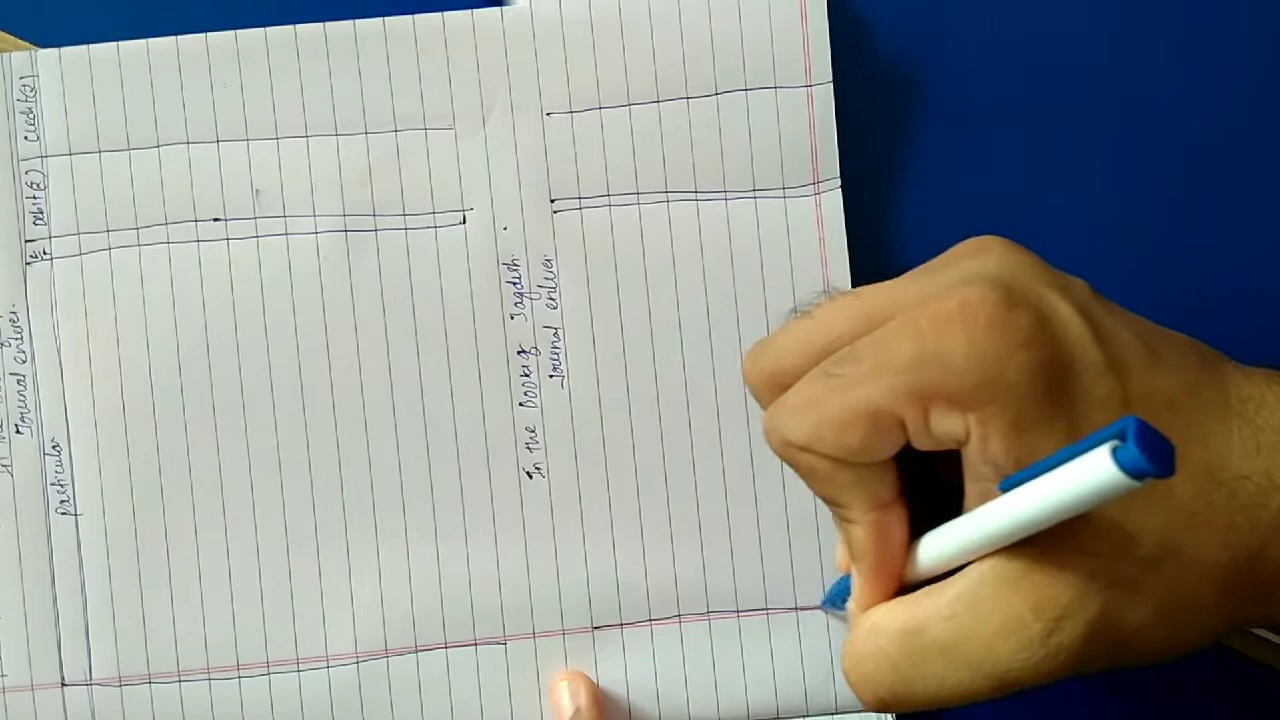 Journal entries.
Particular L.F Debit(₹) Credit(₹)
In the Books of Jagdish.
Journal entries.